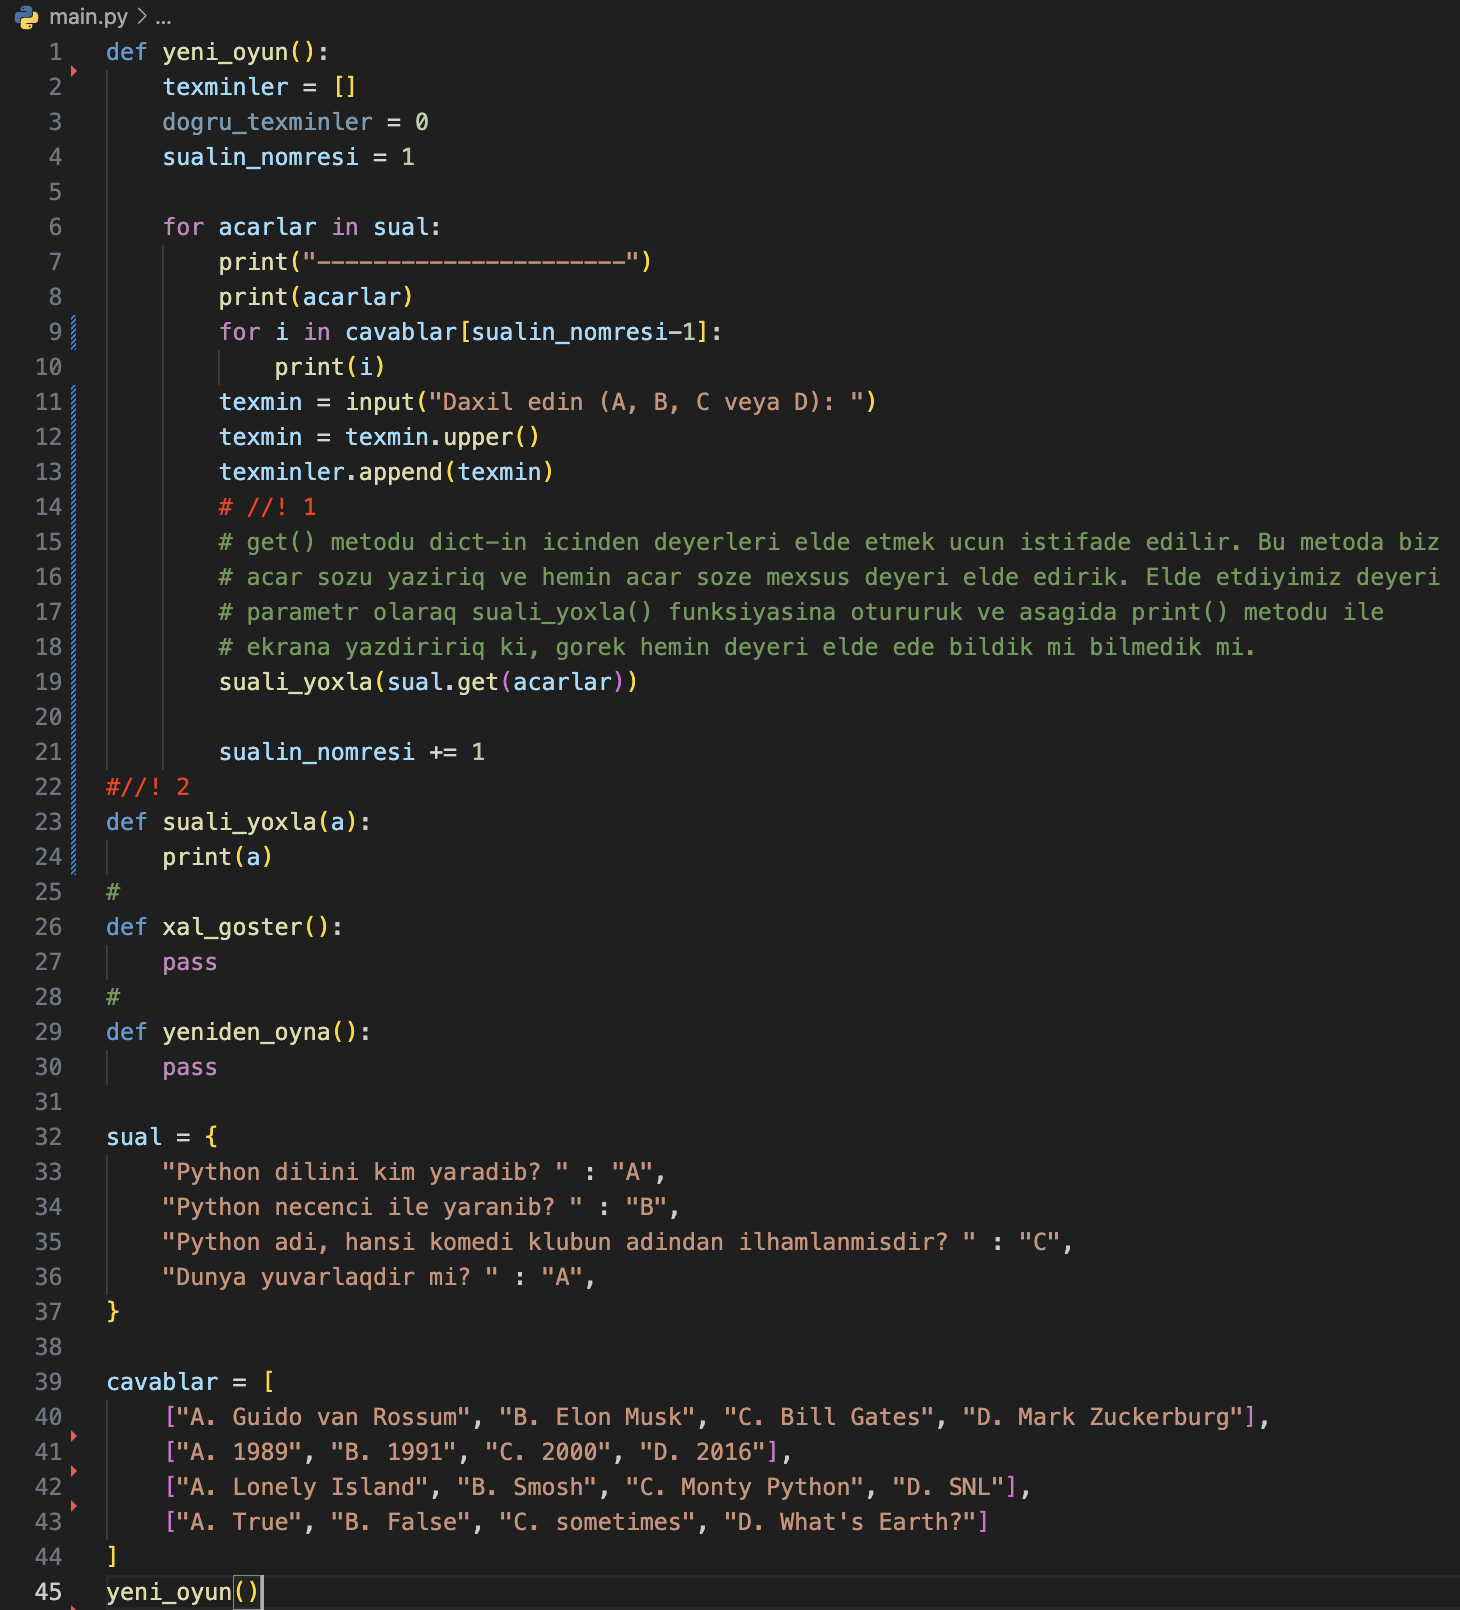 main.py > ...
1 def yeni_oyun():
2     texminler = []
3     dogru_texminler = 0
4     sualin_nomresi = 1
5
6     for acarlar in sual:
7         print("----------------------")
8         print(acarlar)
9         for i in cavablar[sualin_nomresi-1]:
10             print(i)
11         texmin = input("Daxil edin (A, B, C veya D): ")
12         texmin = texmin.upper()
13         texminler.append(texmin)
14         # //! 1
15         # get() metodu dict-in icinden deyerleri elde etmek ucun istifade edilir. Bu metoda biz
16         # acar sozu yaziriq ve hemin acar soze mexsus deyeri elde edirik. Elde etdiyimiz deyeri
17         # parametr olaraq suali_yoxla() funksiyasina otururuk ve asagida print() metodu ile
18         # ekrana yazdiririq ki, gorek hemin deyeri elde ede bildik mi bilmedik mi.
19         suali_yoxla(sual.get(acarlar))
20
21         sualin_nomresi += 1
22 #//! 2
23 def suali_yoxla(a):
24     print(a)
25 #
26 def xal_goster():
27     pass
28 #
29 def yeniden_oyna():
30     pass
31
32 sual = {
33     "Python dilini kim yaradib? " : "A",
34     "Python necenci ile yaranib? " : "B",
35     "Python adi, hansi komedi klubun adindan ilhamlanmisdir? " : "C",
36     "Dunya yuvarlaqdir mi? " : "A",
37 }
38
39 cavablar = [
40     ["A. Guido van Rossum", "B. Elon Musk", "C. Bill Gates", "D. Mark Zuckerburg"],
41     ["A. 1989", "B. 1991", "C. 2000", "D. 2016"],
42     ["A. Lonely Island", "B. Smosh", "C. Monty Python", "D. SNL"],
43     ["A. True", "B. False", "C. sometimes", "D. What's Earth?"]
44 ]
45 yeni_oyun()